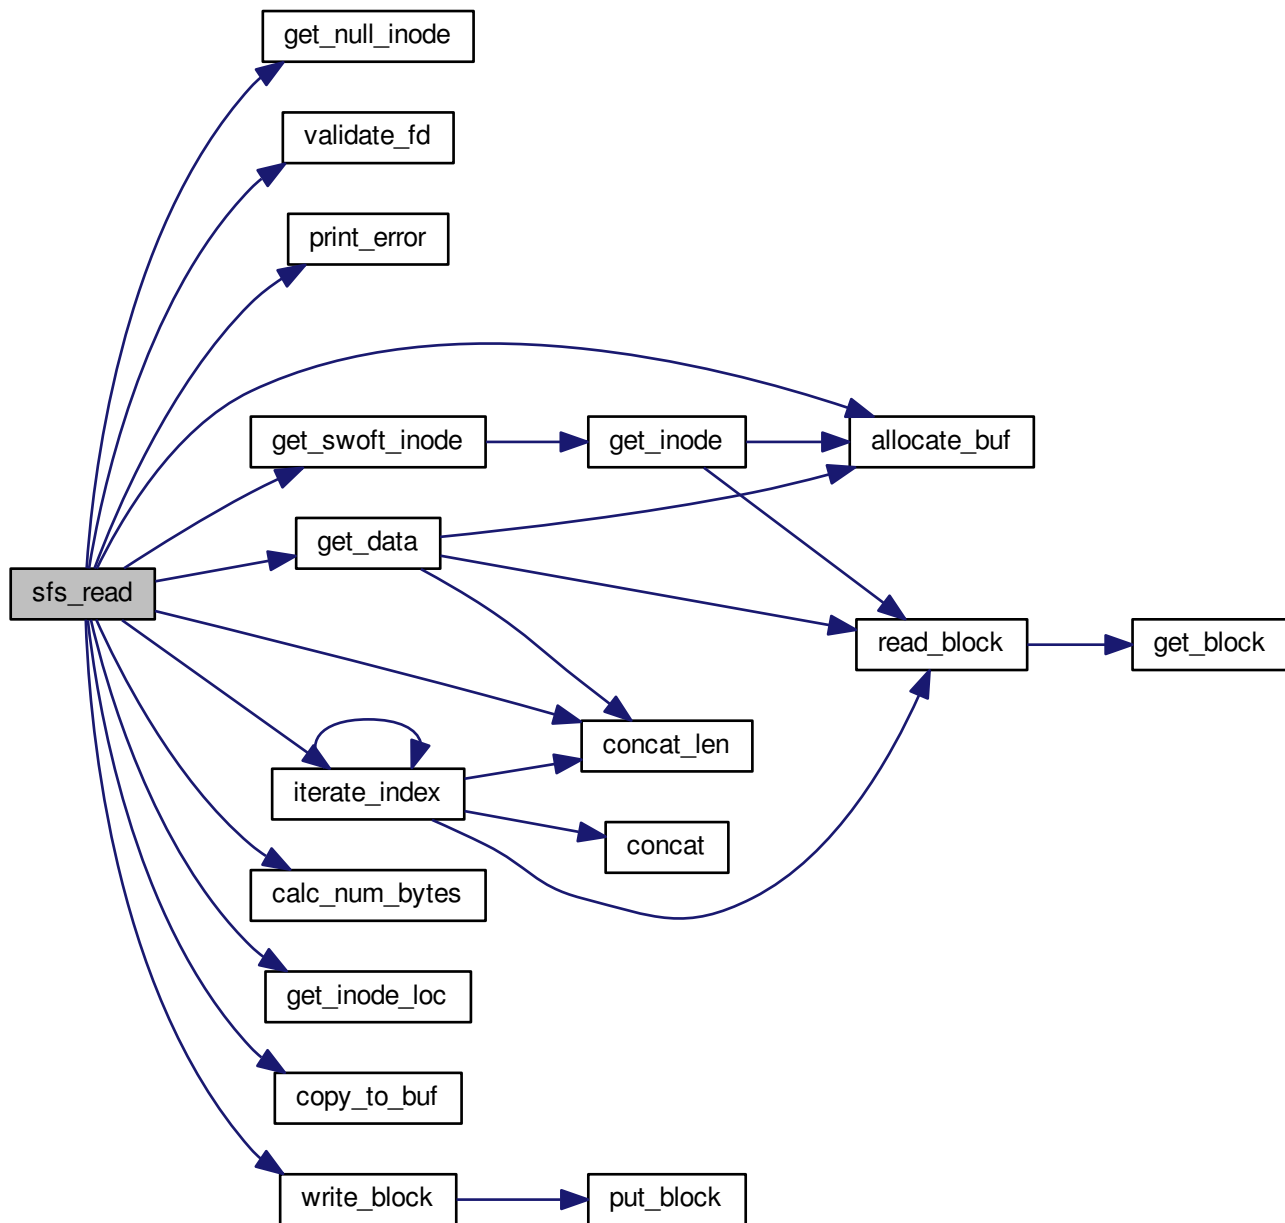 get_null_inode
validate_fd
print_error
get_swoft_inode
get_inode
allocate_buf
get_data
sfs_read
read_block
get_block
concat_len
iterate_index
concat
calc_num_bytes
get_inode_loc
copy_to_buf
write_block
put_block